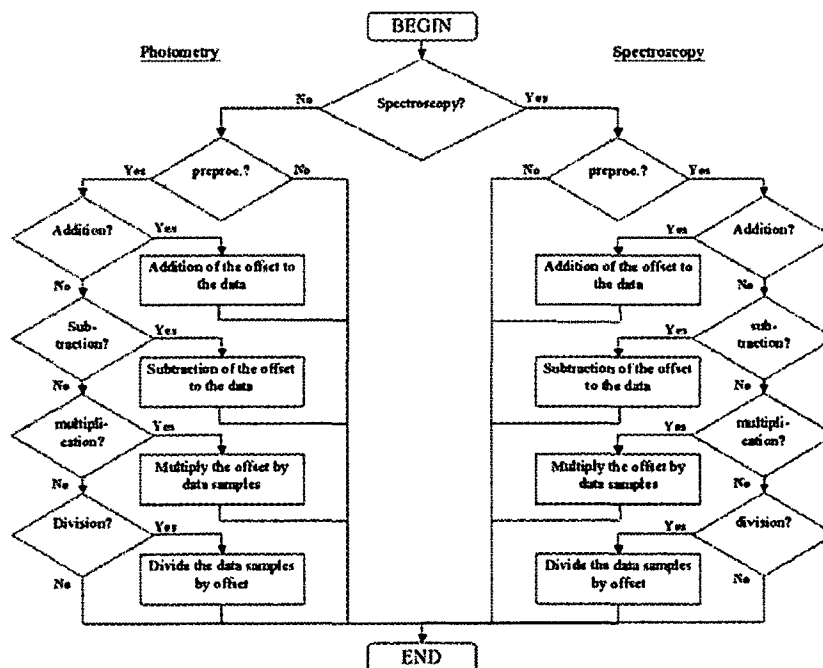 BEGIN
Photometry
Spectroscopy
Spectroscopy?
No
Yes
preproc.?
Yes
No
preproc.?
No
Yes
Addition?
Yes
Addition of the offset to
the data
No
Yes
Addition?
Addition of the offset to
the data
No
Sub-
traction?
Yes
Subtraction of the offset
to the data
No
Yes
sub-
traction?
Subtraction of the offset
to the data
No
multipli-
cation?
Yes
Multiply the offset by
data samples
No
Yes
multipli-
cation?
Multiply the offset by
data samples
No
Division?
Yes
Divide the data samples
by offset
No
Yes
division?
Divide the data samples
by offset
No
END